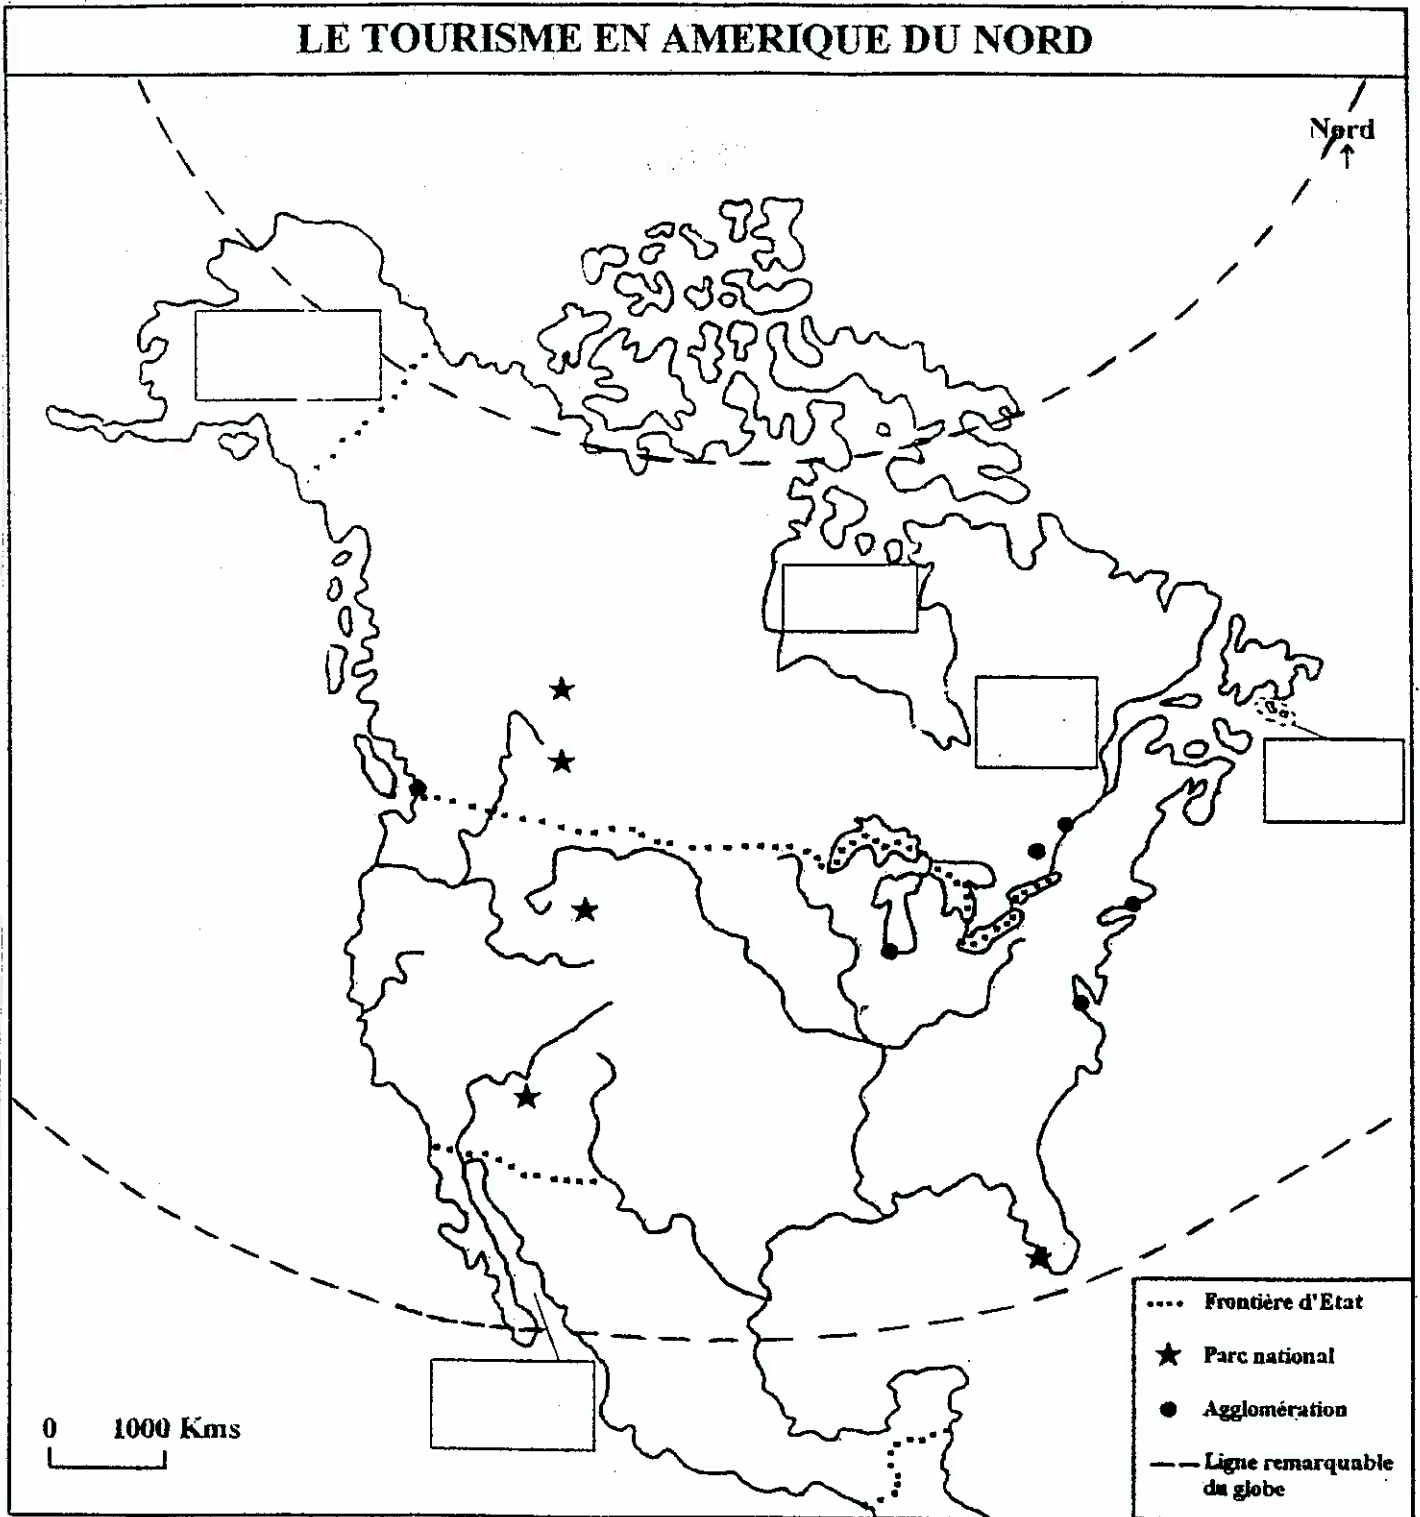 LE TOURISME EN AMERIQUE DU NORD
Nord
Frontière d'Etat
Parc national
Agglomération
Ligne remarquable
du globe
0 1000 Kms